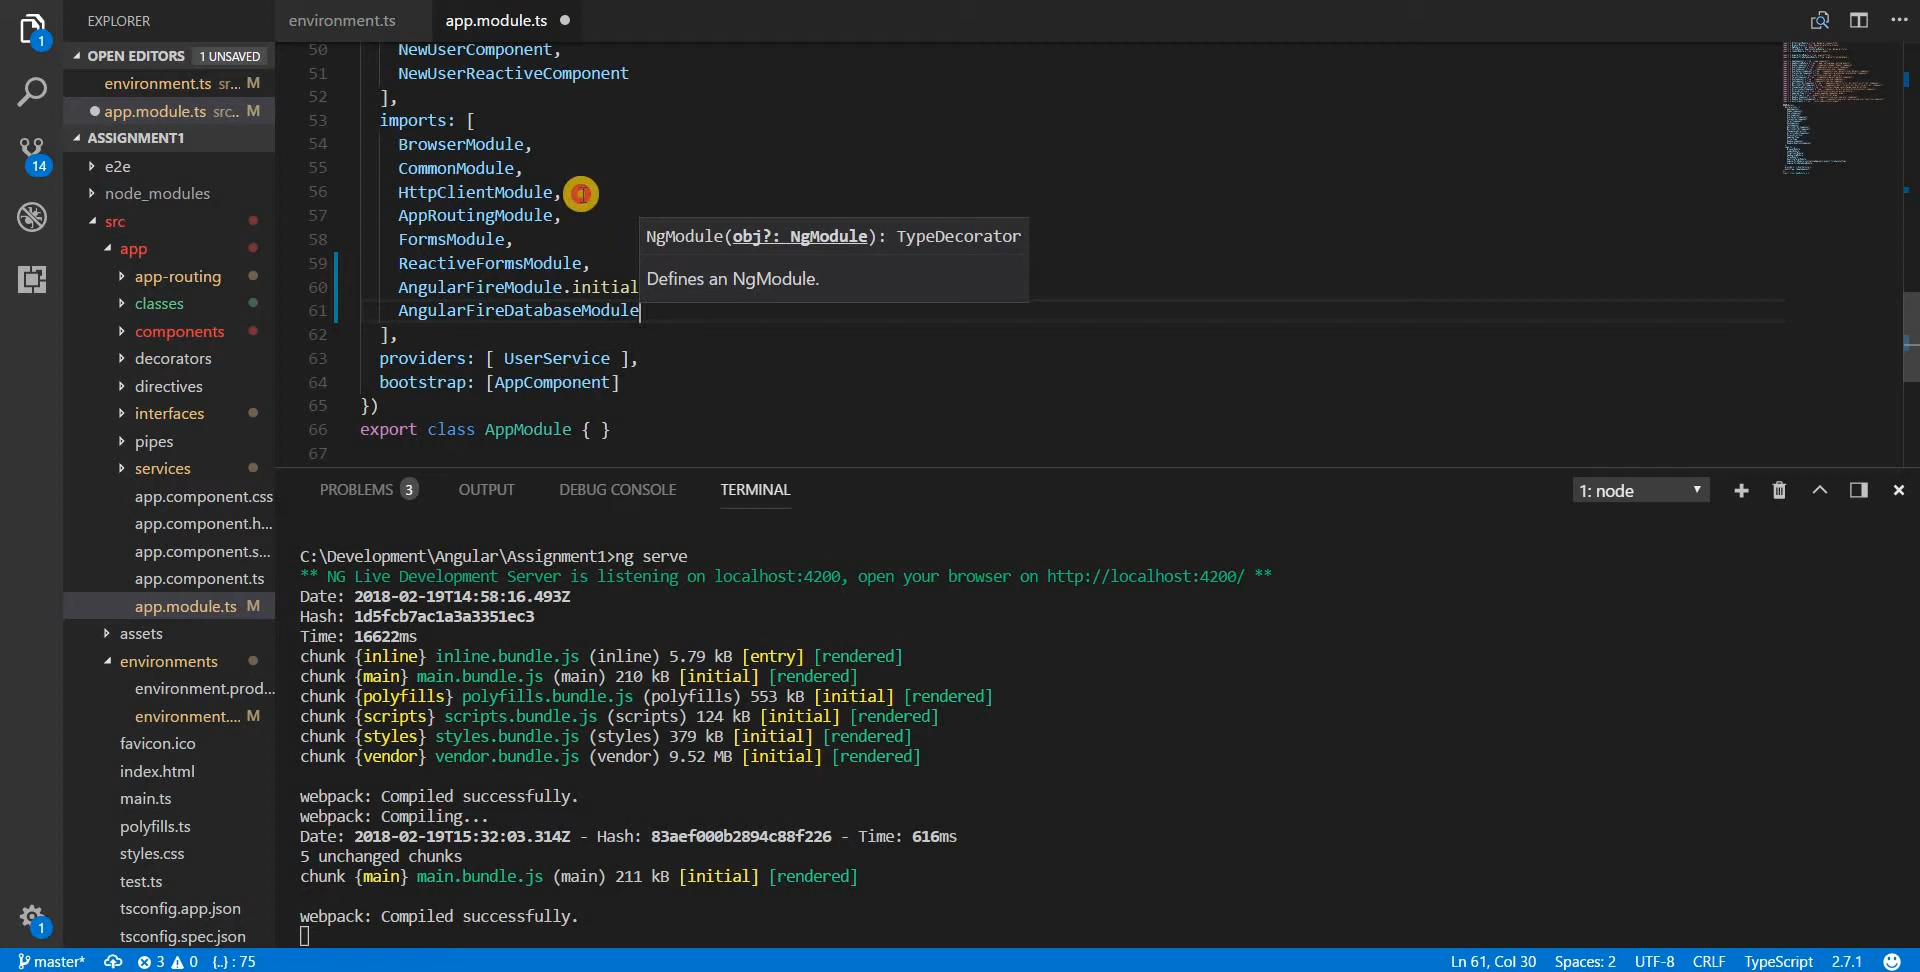 EXPLORER
environment.ts
app.module.ts
1
OPEN EDITORS 1 UNSAVED
environment.ts src... M
app.module.ts src.. M
ASSIGNMENT1
14
e2e
node_modules
src
app
app-routing
classes
components
decorators
directives
interfaces
pipes
services
app.component.css
app.component.h...
app.component.s...
app.component.ts
app.module.ts M
assets
environments
environment.prod...
environment.... M
favicon.ico
index.html
main.ts
polyfills.ts
styles.css
test.ts
tsconfig.app.json
tsconfig.spec.json
1
50 NewUserComponent,
51 NewUserReactiveComponent
52 ],
53 imports: [
54 BrowserModule,
55 CommonModule,
56 HttpClientModule,
57 AppRoutingModule,
58 FormsModule,
59 ReactiveFormsModule,
60 AngularFireModule.initial
61 AngularFireDatabaseModule
62 ],
63 providers: [ UserService ],
64 bootstrap: [AppComponent]
65 })
66 export class AppModule { }
67
NgModule(obj?: NgModule): TypeDecorator
Defines an NgModule.
PROBLEMS 3 OUTPUT DEBUG CONSOLE TERMINAL 1: node
C:\Development\Angular\Assignment1>ng serve
** NG Live Development Server is listening on localhost:4200, open your browser on http://localhost:4200/ **
Date: 2018-02-19T14:58:16.493Z
Hash: 1d5fcb7ac1a3a3351ec3
Time: 16622ms
chunk {inline} inline.bundle.js (inline) 5.79 kB [entry] [rendered]
chunk {main} main.bundle.js (main) 210 kB [initial] [rendered]
chunk {polyfills} polyfills.bundle.js (polyfills) 553 kB [initial] [rendered]
chunk {scripts} scripts.bundle.js (scripts) 124 kB [initial] [rendered]
chunk {styles} styles.bundle.js (styles) 379 kB [initial] [rendered]
chunk {vendor} vendor.bundle.js (vendor) 9.52 MB [initial] [rendered]
webpack: Compiled successfully.
webpack: Compiling...
Date: 2018-02-19T15:32:03.314Z - Hash: 83aef000b2894c88f226 - Time: 616ms
5 unchanged chunks
chunk {main} main.bundle.js (main) 211 kB [initial] [rendered]
webpack: Compiled successfully.
master* 3 0 {..} : 75 Ln 61, Col 30 Spaces: 2 UTF-8 CRLF TypeScript 2.7.1